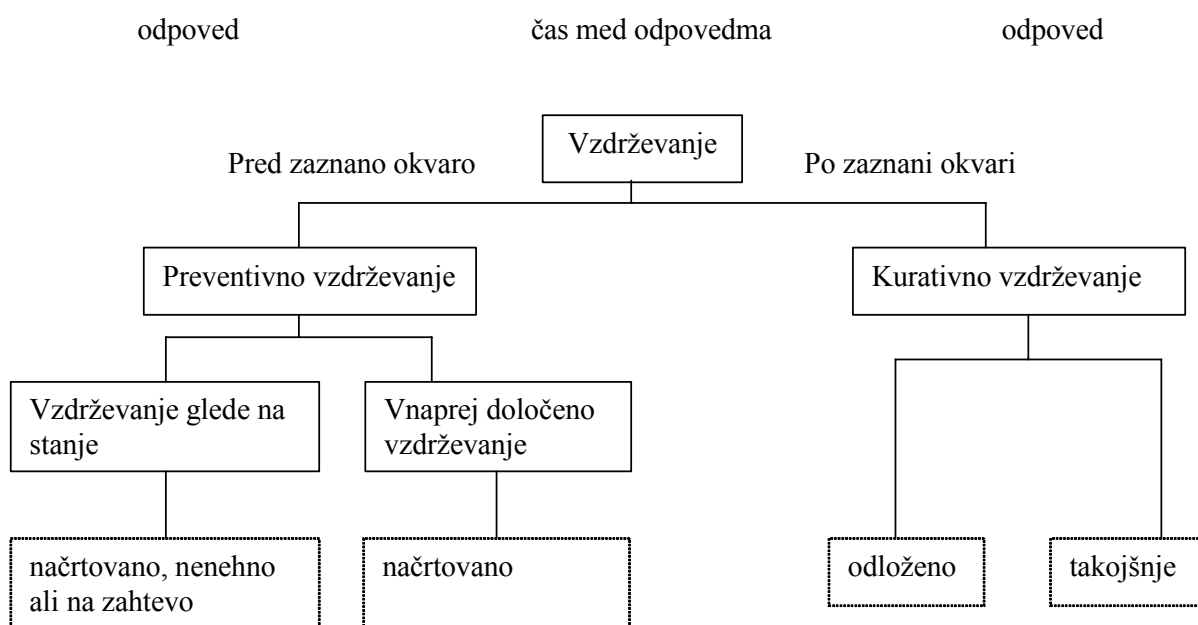 odpoved čas med odpovedma odpoved
Vzdrževanje
Pred zaznano okvaro Po zaznani okvari
Preventivno vzdrževanje Kurativno vzdrževanje
Vzdrževanje glede na
stanje
Vnaprej določeno
vzdrževanje
načrtovano, nenehno
ali na zahtevo
načrtovano
odloženo
takojšnje